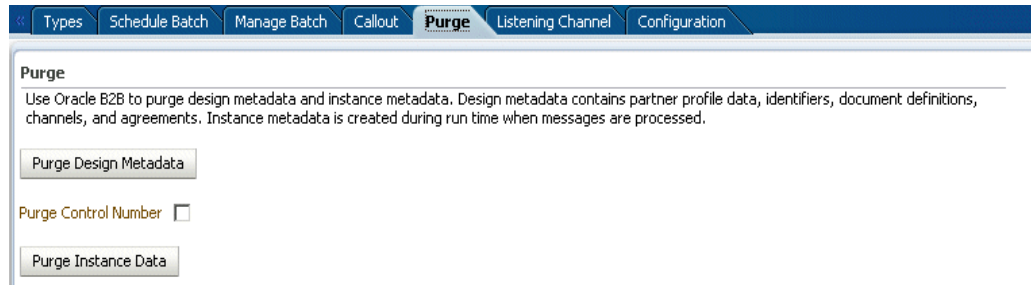 Types Schedule Batch Manage Batch Callout Purge Listening Channel Configuration
Purge
Use Oracle B2B to purge design metadata and instance metadata. Design metadata contains partner profile data, identifiers, document definitions,
channels, and agreements. Instance metadata is created during run time when messages are processed.
Purge Design Metadata
Purge Control Number
Purge Instance Data